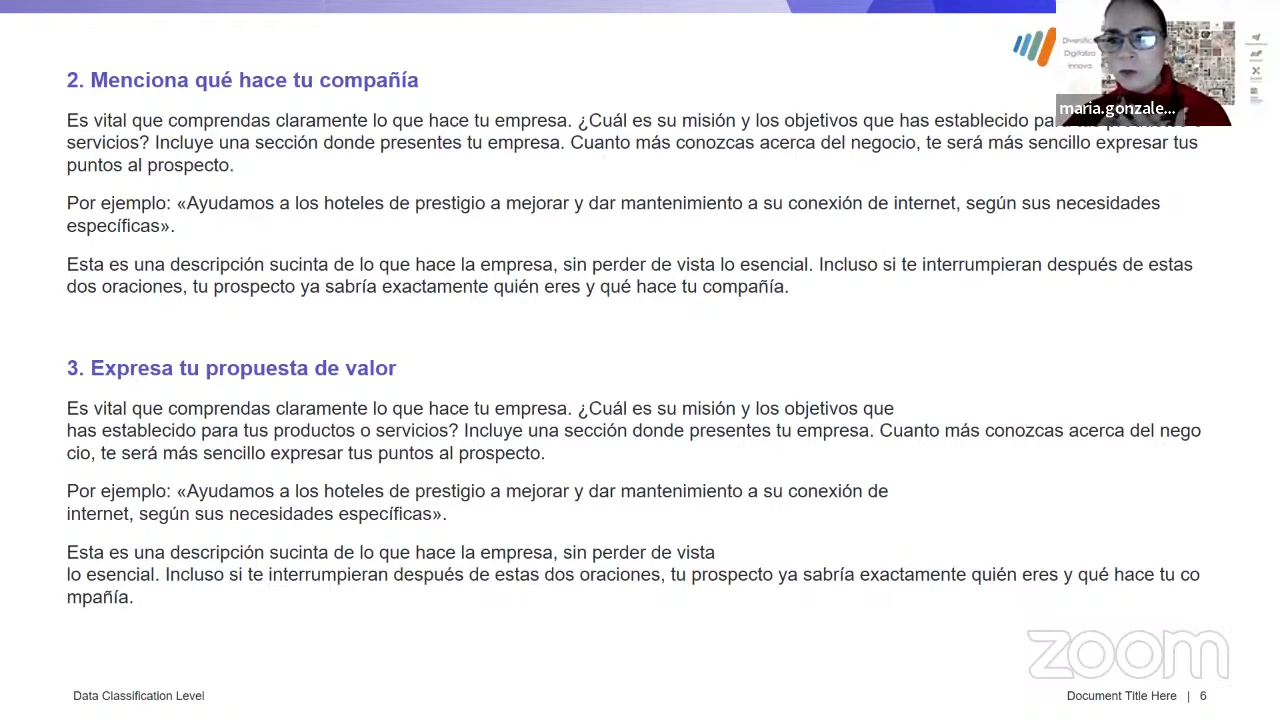 Diversifica
Digitaliza
Innova
maria.gonzale...
2. Menciona qué hace tu compañía
Es vital que comprendas claramente lo que hace tu empresa. ¿Cuál es su misión y los objetivos que has establecido
servicios? Incluye una sección donde presentes tu empresa. Cuanto más conozcas acerca del negocio, te será más sencillo expresar tus
puntos al prospecto.
Por ejemplo: «Ayudamos a los hoteles de prestigio a mejorar y dar mantenimiento a su conexión de internet, según sus necesidades
específicas».
Esta es una descripción sucinta de lo que hace la empresa, sin perder de vista lo esencial. Incluso si te interrumpieran después de estas
dos oraciones, tu prospecto ya sabría exactamente quién eres y qué hace tu compañía.
3. Expresa tu propuesta de valor
Es vital que comprendas claramente lo que hace tu empresa. ¿Cuál es su misión y los objetivos que
has establecido para tus productos o servicios? Incluye una sección donde presentes tu empresa. Cuanto más conozcas acerca del nego
cio, te será más sencillo expresar tus puntos al prospecto.
Por ejemplo: «Ayudamos a los hoteles de prestigio a mejorar y dar mantenimiento a su conexión de
internet, según sus necesidades específicas».
Esta es una descripción sucinta de lo que hace la empresa, sin perder de vista
lo esencial. Incluso si te interrumpieran después de estas dos oraciones, tu prospecto ya sabría exactamente quién eres y qué hace tu co
mpañía.
zoom
Data Classification Level
Document Title Here | 6